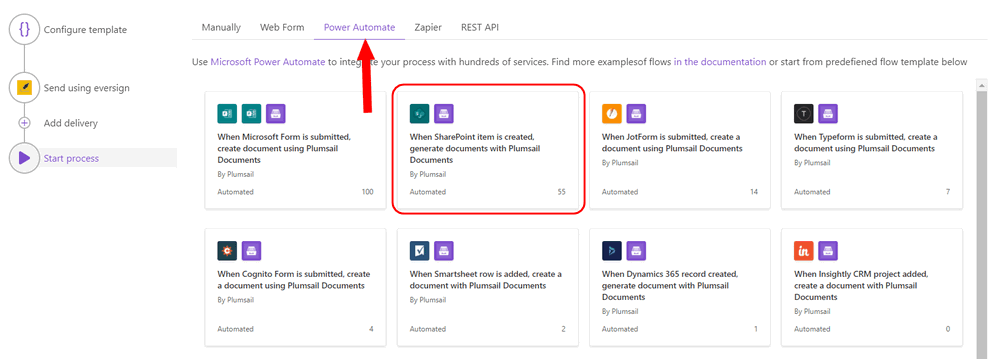 {}
Configure template
Send using eversign
Add delivery
Start process
Manually Web Form Power Automate Zapier REST API
Use Microsoft Power Automate to integrate your process with hundreds of services. Find more examplesof flows in the documentation or start from predefiened flow template below
When Microsoft Form is submitted,
create document using Plumsail
Documents
By Plumsail
Automated 100
When SharePoint item is created,
generate documents with Plumsail
Documents
By Plumsail
Automated 55
When JotForm is submitted, create a
document using Plumsail Documents
By Plumsail
Automated 14
T
When Typeform is submitted, create a
document using Plumsail Documents
By Plumsail
Automated 7
When Cognito Form is submitted, create
a document using Plumsail Documents
By Plumsail
Automated 4
When Smartsheet row is added, create a
document with Plumsail Documents
By Plumsail
Automated 2
When Dynamics 365 record created,
generate document with Plumsail
Documents
By Plumsail
Automated 1
in
When Insightly CRM project added,
create a document with Plumsail
Documents
By Plumsail
Automated 0